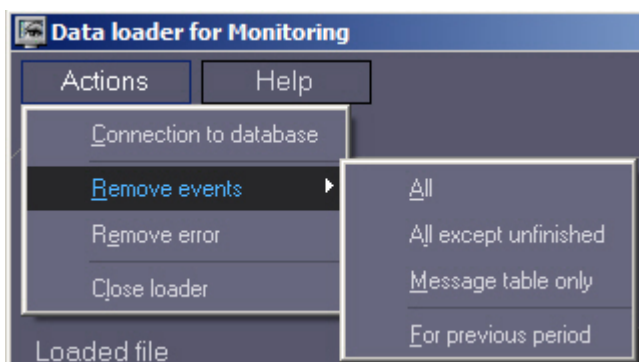 Data loader for Monitoring
Actions Help
Connection to database
Remove events
Remove error
Close loader
All
All except unfinished
Message table only
For previous period
Loaded file